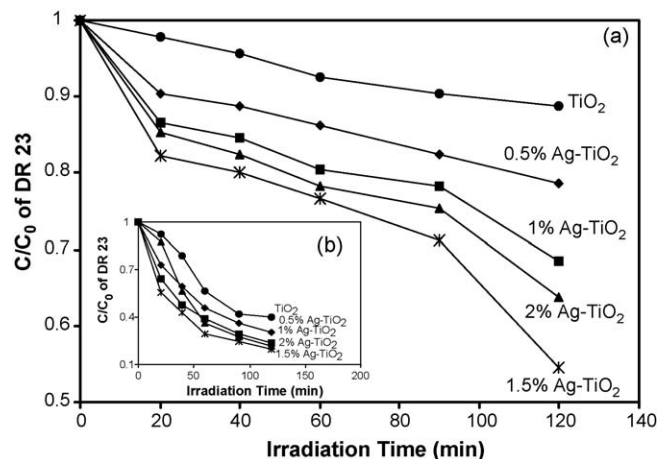 (a)
C/C₀ of DR 23
1
0.9
0.8
0.7
0.6
0.5
0
20
40
60
80
100
120
140
Irradiation Time (min)
TiO₂
0.5% Ag-TiO₂
1% Ag-TiO₂
2% Ag-TiO₂
1.5% Ag-TiO₂
(b)
C/C₀ of DR 23
1
0.7
0.4
0.1
0
50
100
150
200
Irradiation Time (min)
TiO₂
0.5% Ag-TiO₂
1% Ag-TiO₂
2% Ag-TiO₂
1.5% Ag-TiO₂